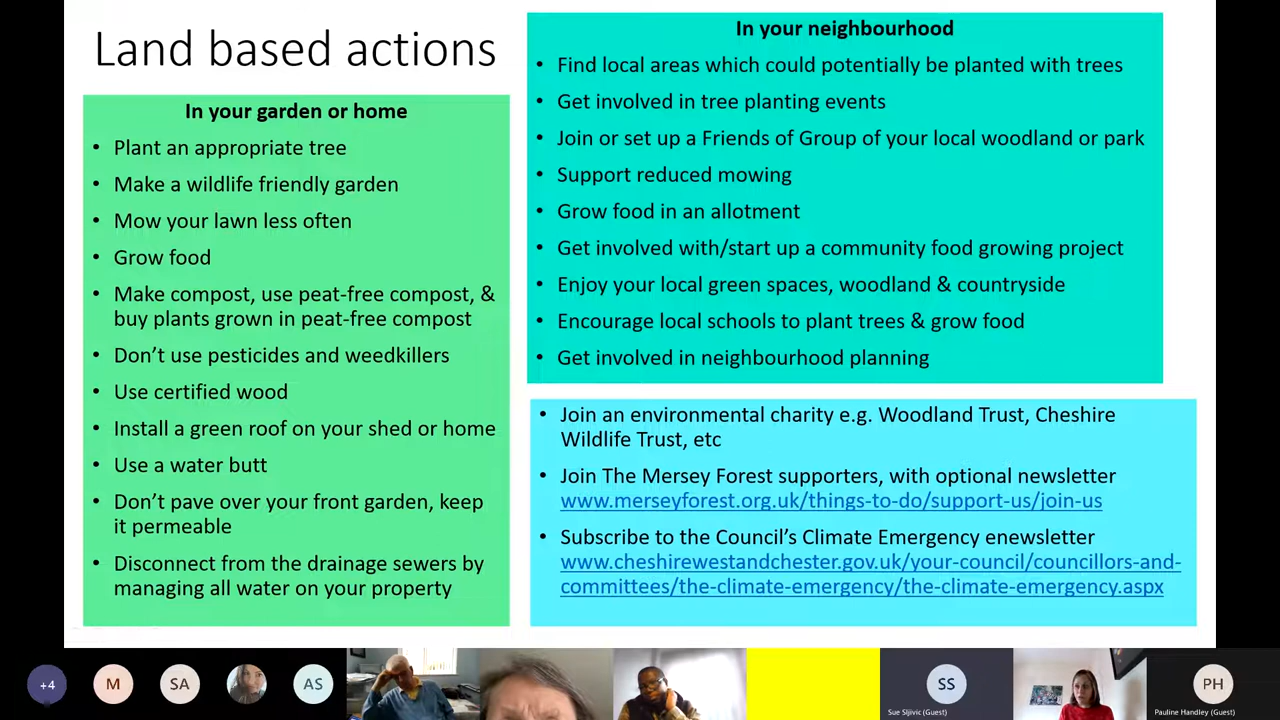 Land based actions
In your garden or home
• Plant an appropriate tree
• Make a wildlife friendly garden
• Mow your lawn less often
• Grow food
• Make compost, use peat-free compost, &
buy plants grown in peat-free compost
• Don’t use pesticides and weedkillers
• Use certified wood
• Install a green roof on your shed or home
• Use a water butt
• Don’t pave over your front garden, keep
it permeable
• Disconnect from the drainage sewers by
managing all water on your property
In your neighbourhood
• Find local areas which could potentially be planted with trees
• Get involved in tree planting events
• Join or set up a Friends of Group of your local woodland or park
• Support reduced mowing
• Grow food in an allotment
• Get involved with/start up a community food growing project
• Enjoy your local green spaces, woodland & countryside
• Encourage local schools to plant trees & grow food
• Get involved in neighbourhood planning
• Join an environmental charity e.g. Woodland Trust, Cheshire
Wildlife Trust, etc
• Join The Mersey Forest supporters, with optional newsletter
www.merseyforest.org.uk/things-to-do/support-us/join-us
• Subscribe to the Council’s Climate Emergency enewsletter
www.cheshirewestandchester.gov.uk/your-council/councillors-and-
committees/the-climate-emergency/the-climate-emergency.aspx
+4
M
SA
AS
SS
Sue Sljivic (Guest)
PH
Pauline Handley (Guest)